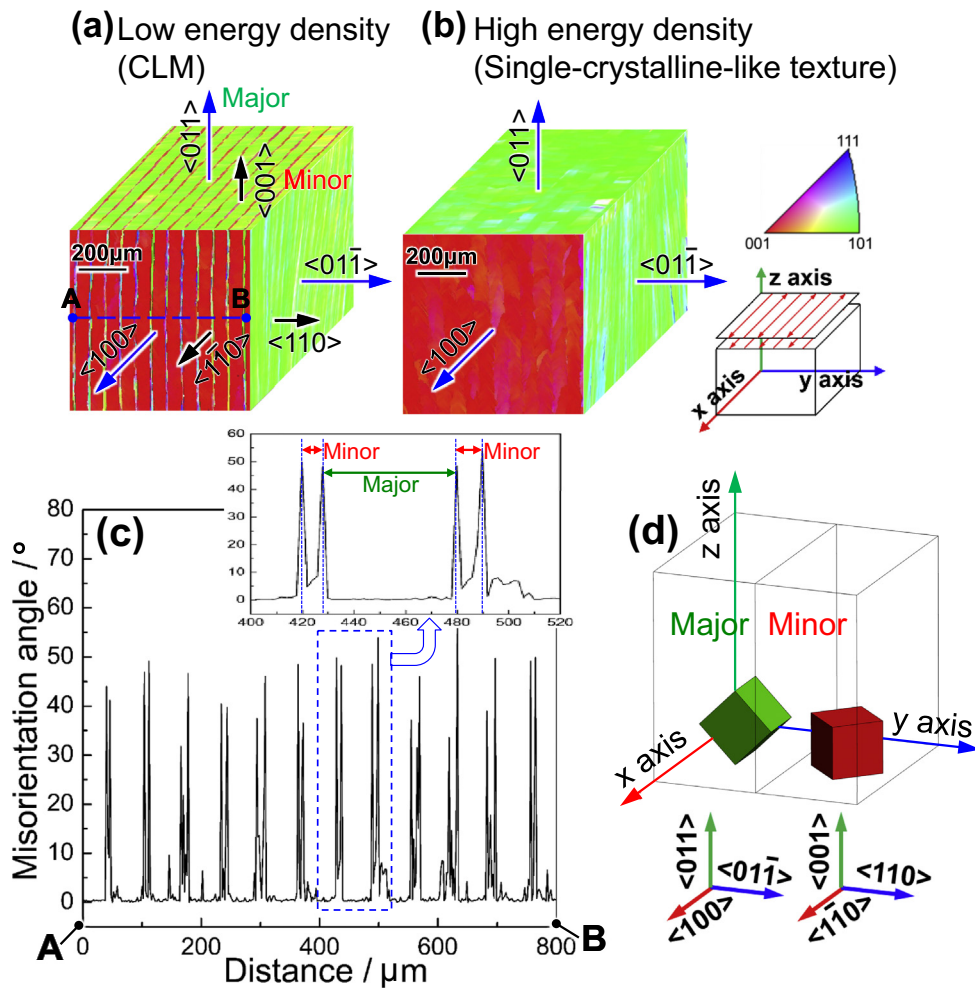 (a) Low energy density
(CLM)
(b) High energy density
(Single-crystalline-like texture)
<011>
Major
<001>
Minor
200μm
A
B
<100>
<1̄10>
<011̄>
<110>
<011>
200μm
<100>
<011̄>
111
001
101
z axis
y axis
x axis
(c)
Misorientation angle / °
80
70
60
50
40
30
20
10
0
60
50
40
30
20
10
0
Minor
Minor
Major
400
420
440
460
480
490
500
520
A
0
200
400
600
800
B
Distance / μm
(d)
z axis
Major
Minor
x axis
y axis
<011>
<011̄>
<100>
<001>
<110>
<1̄10>